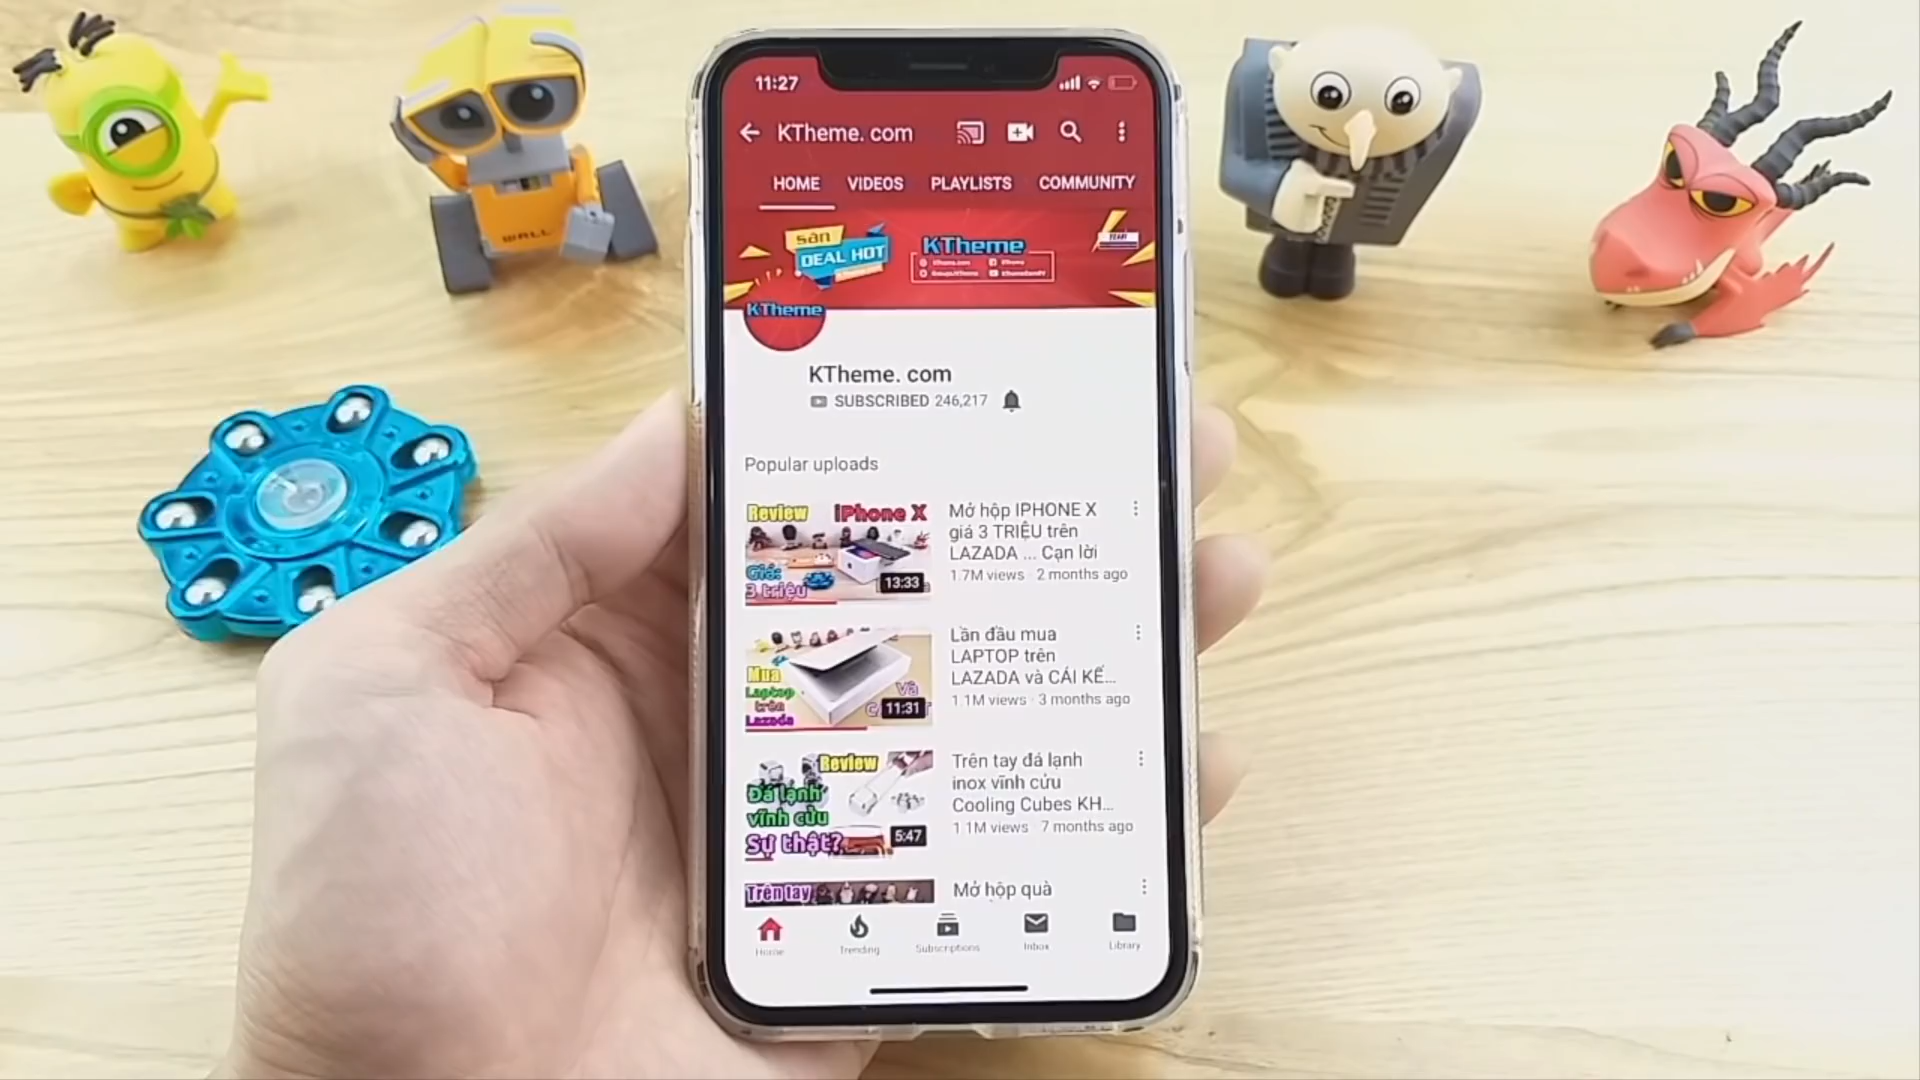 11:27
KTheme. com
HOME VIDEOS PLAYLISTS COMMUNITY
săn
DEAL HOT
KTheme
YEAH!
KTheme
KTheme. com
SUBSCRIBED 246,217
Popular uploads
Review iPhone X
Giá:
3 triệu
13:33
Mở hộp IPHONE X
giá 3 TRIỆU trên
LAZADA ... Cạn lời
1.7M views · 2 months ago
Mua
Laptop
trên
Lazada
Và
11:31
Lần đầu mua
LAPTOP trên
LAZADA và CÁI KẾ...
1.1M views · 3 months ago
Review
Đá lạnh
vĩnh cửu
Sự thật?
5:47
Trên tay đá lạnh
inox vĩnh cửu
Cooling Cubes KH...
1.1M views · 7 months ago
Trên tay
Mở hộp quà
Home Trending Subscriptions Inbox Library
WALL